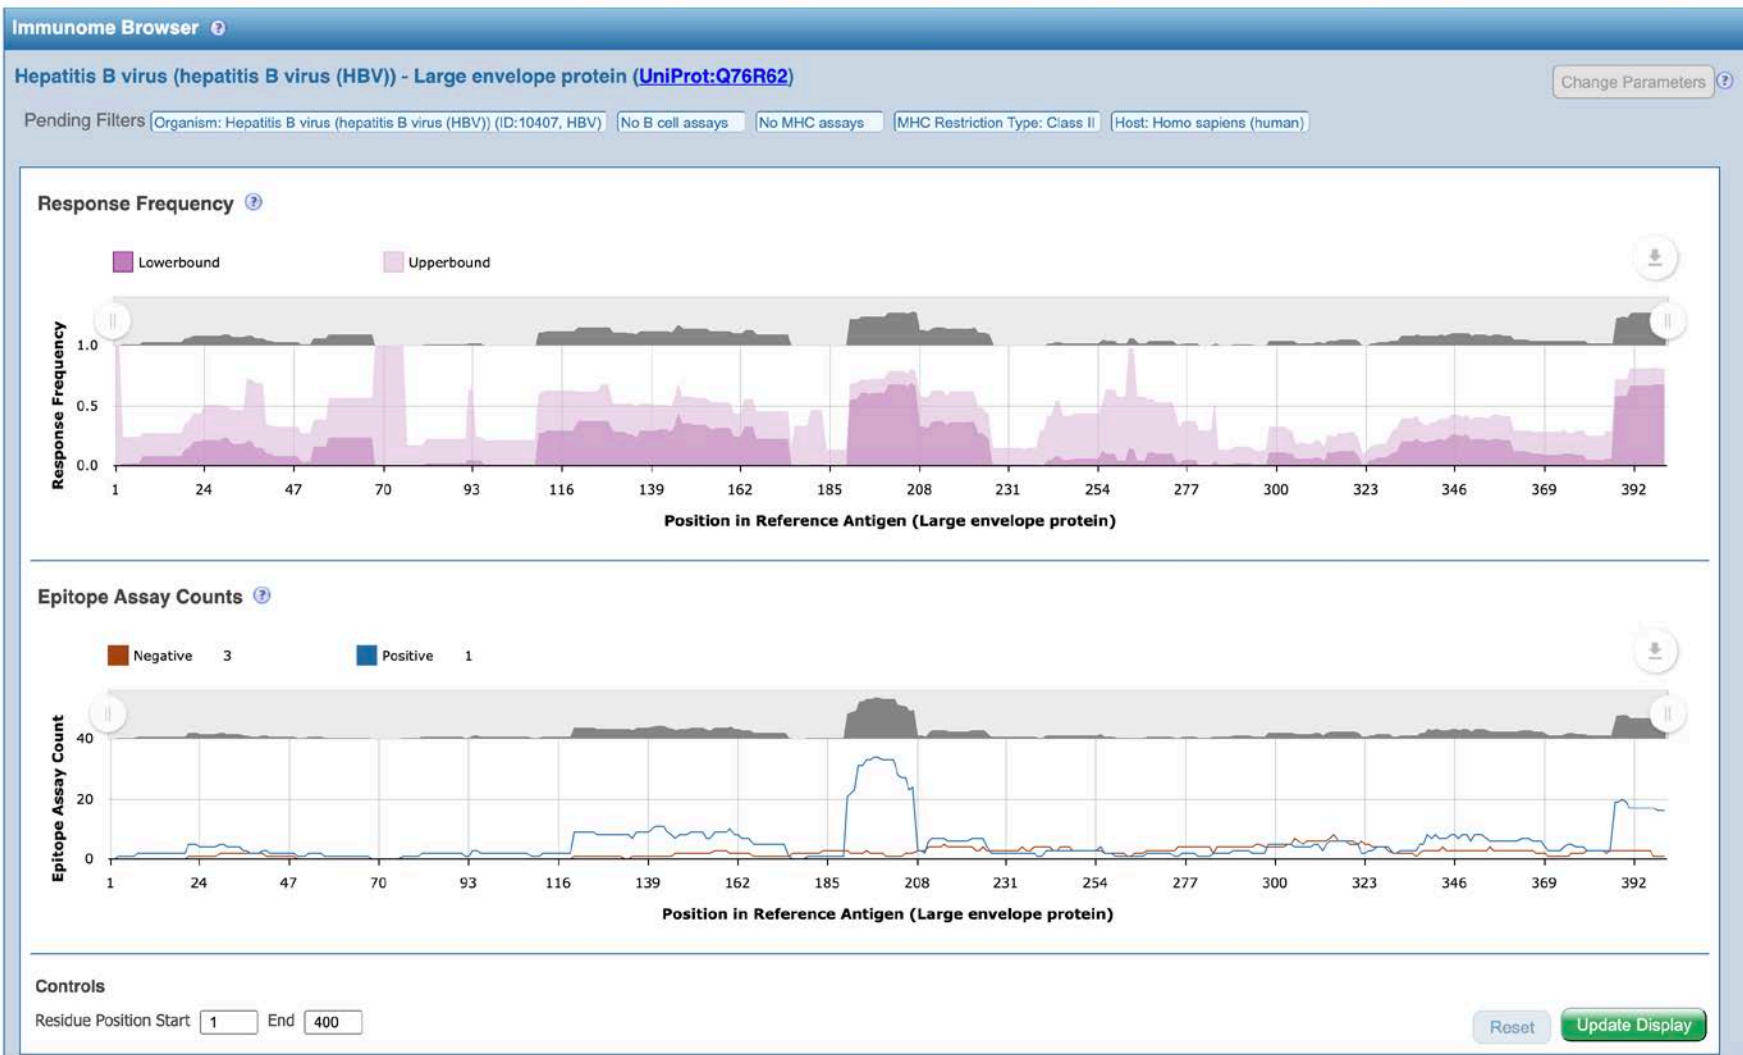 Immunome Browser ?
Hepatitis B virus (hepatitis B virus (HBV)) - Large envelope protein (UniProt:Q76R62)
Change Parameters ?
Pending Filters Organism: Hepatitis B virus (hepatitis B virus (HBV)) (ID:10407, HBV) No B cell assays No MHC assays MHC Restriction Type: Class II Host: Homo sapiens (human)
Response Frequency ?
Lowerbound Upperbound
Response Frequency
1.0
0.5
0.0
1 24 47 70 93 116 139 162 185 208 231 254 277 300 323 346 369 392
Position in Reference Antigen (Large envelope protein)
Epitope Assay Counts ?
Negative 3 Positive 1
Epitope Assay Count
40
20
0
1 24 47 70 93 116 139 162 185 208 231 254 277 300 323 346 369 392
Position in Reference Antigen (Large envelope protein)
Controls
Residue Position Start 1 End 400
Reset Update Display